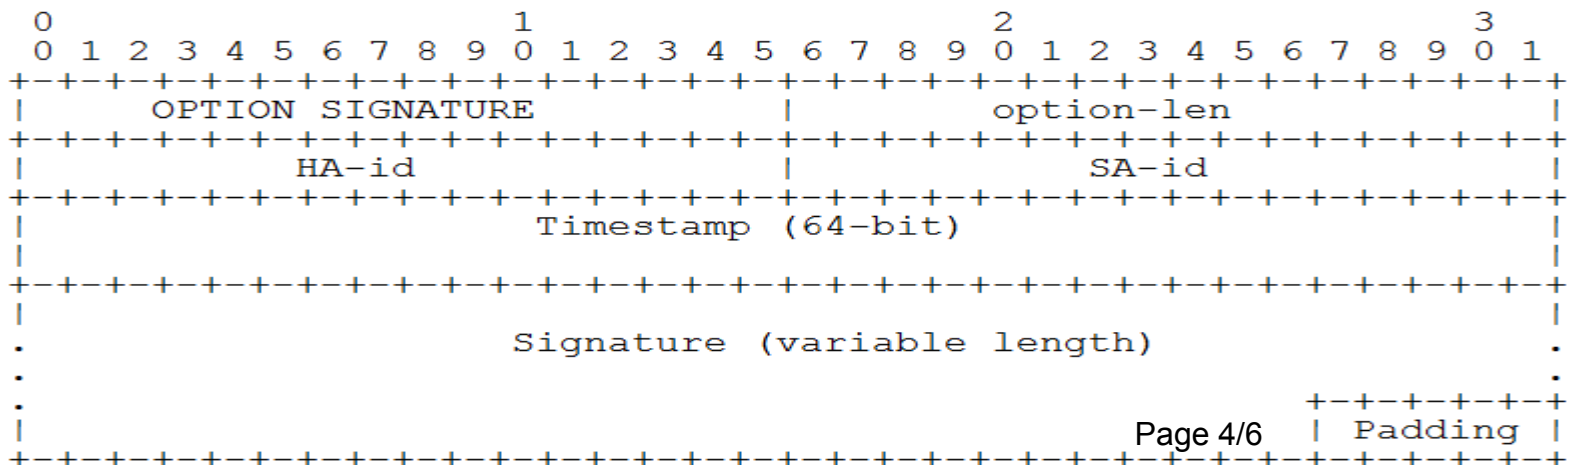 0 1 2 3
0 1 2 3 4 5 6 7 8 9 0 1 2 3 4 5 6 7 8 9 0 1 2 3 4 5 6 7 8 9 0 1
+-+-+-+-+-+-+-+-+-+-+-+-+-+-+-+-+-+-+-+-+-+-+-+-+-+-+-+-+-+-+-+-+
| OPTION SIGNATURE | option-len |
+-+-+-+-+-+-+-+-+-+-+-+-+-+-+-+-+-+-+-+-+-+-+-+-+-+-+-+-+-+-+-+-+
| HA-id | SA-id |
+-+-+-+-+-+-+-+-+-+-+-+-+-+-+-+-+-+-+-+-+-+-+-+-+-+-+-+-+-+-+-+-+
| Timestamp (64-bit) |
| |
+-+-+-+-+-+-+-+-+-+-+-+-+-+-+-+-+-+-+-+-+-+-+-+-+-+-+-+-+-+-+-+-+
| |
. Signature (variable length) .
. .
. +-+-+-+-+-+
| Page 4/6 | Padding |
+-+-+-+-+-+-+-+-+-+-+-+-+-+-+-+-+-+-+-+-+-+-+-+-+-+-+-+-+-+-+-+-+